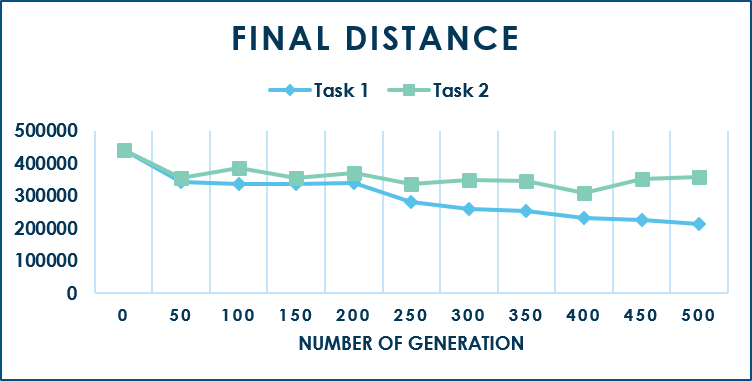 FINAL DISTANCE
Task 1 Task 2
500000
400000
300000
200000
100000
0
0 50 100 150 200 250 300 350 400 450 500
NUMBER OF GENERATION